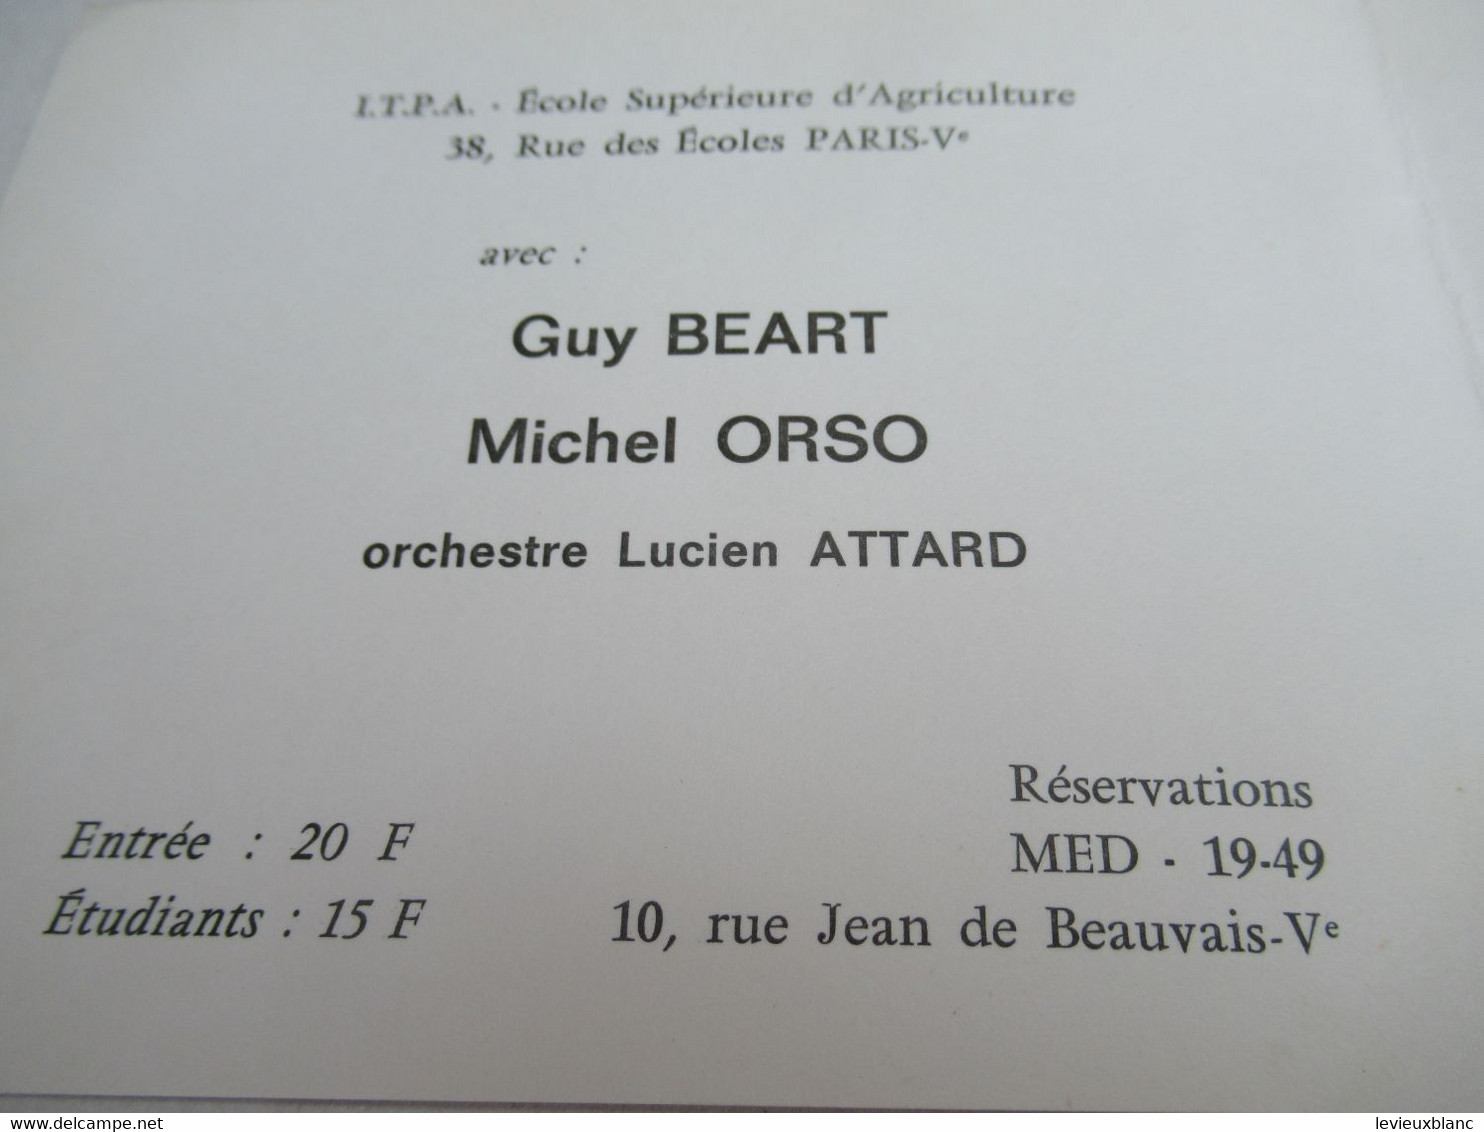 I.T.P.A. - École Supérieure d'Agriculture
38, Rue des Écoles PARIS-Ve
avec :
Guy BEART
Michel ORSO
orchestre Lucien ATTARD
Réservations
Entrée : 20 F
MED - 19-49
Étudiants : 15 F
10, rue Jean de Beauvais-Ve
www.delcampe.net
levieuxblanc